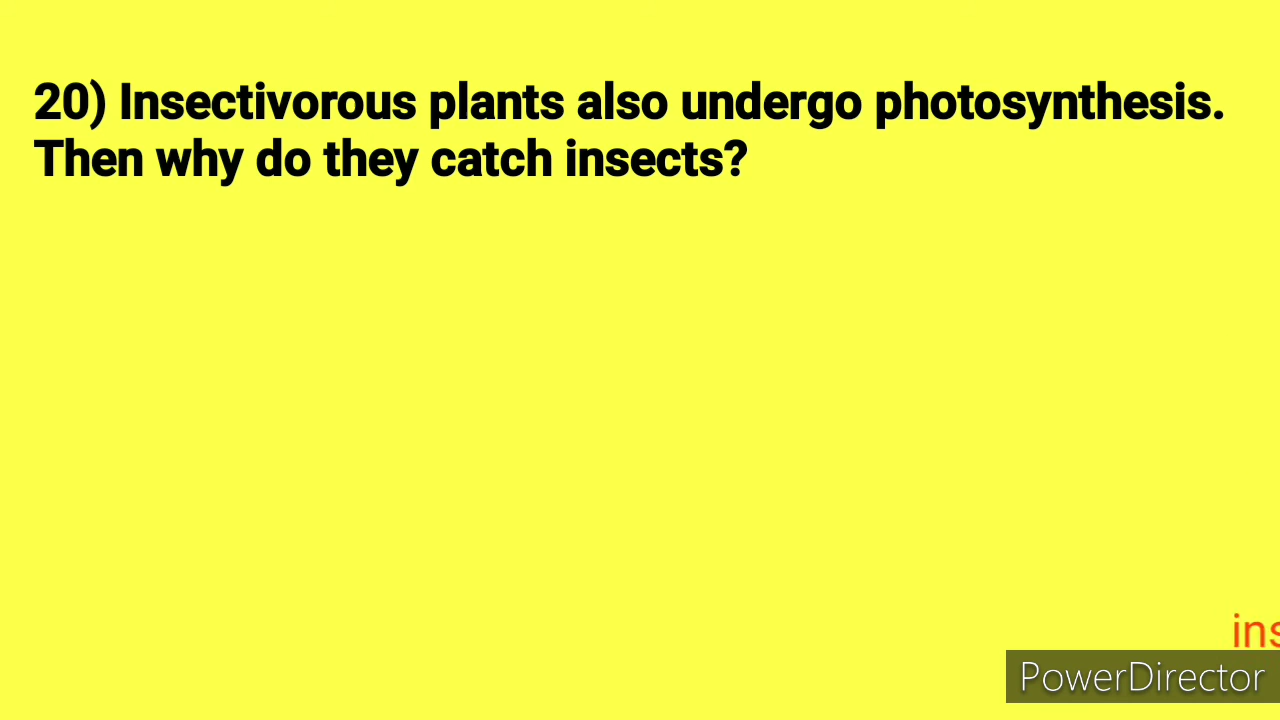 20) Insectivorous plants also undergo photosynthesis.
Then why do they catch insects?
ins
PowerDirector